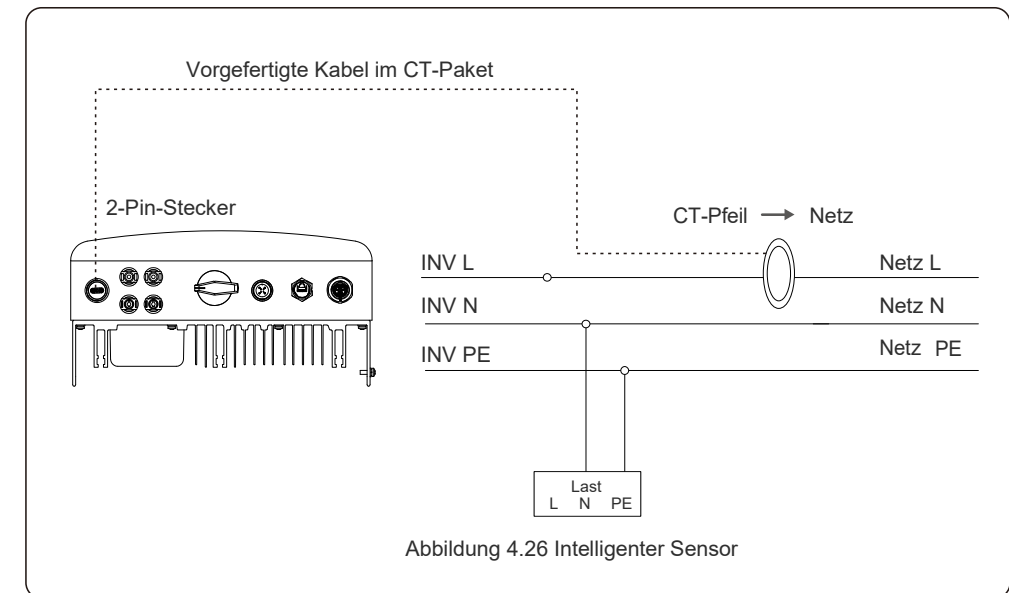 Vorgefertigte Kabel im CT-Paket
2-Pin-Stecker
CT-Pfeil → Netz
INV L Netz L
INV N Netz N
INV PE Netz PE
Last
L N PE
Abbildung 4.26 Intelligenter Sensor